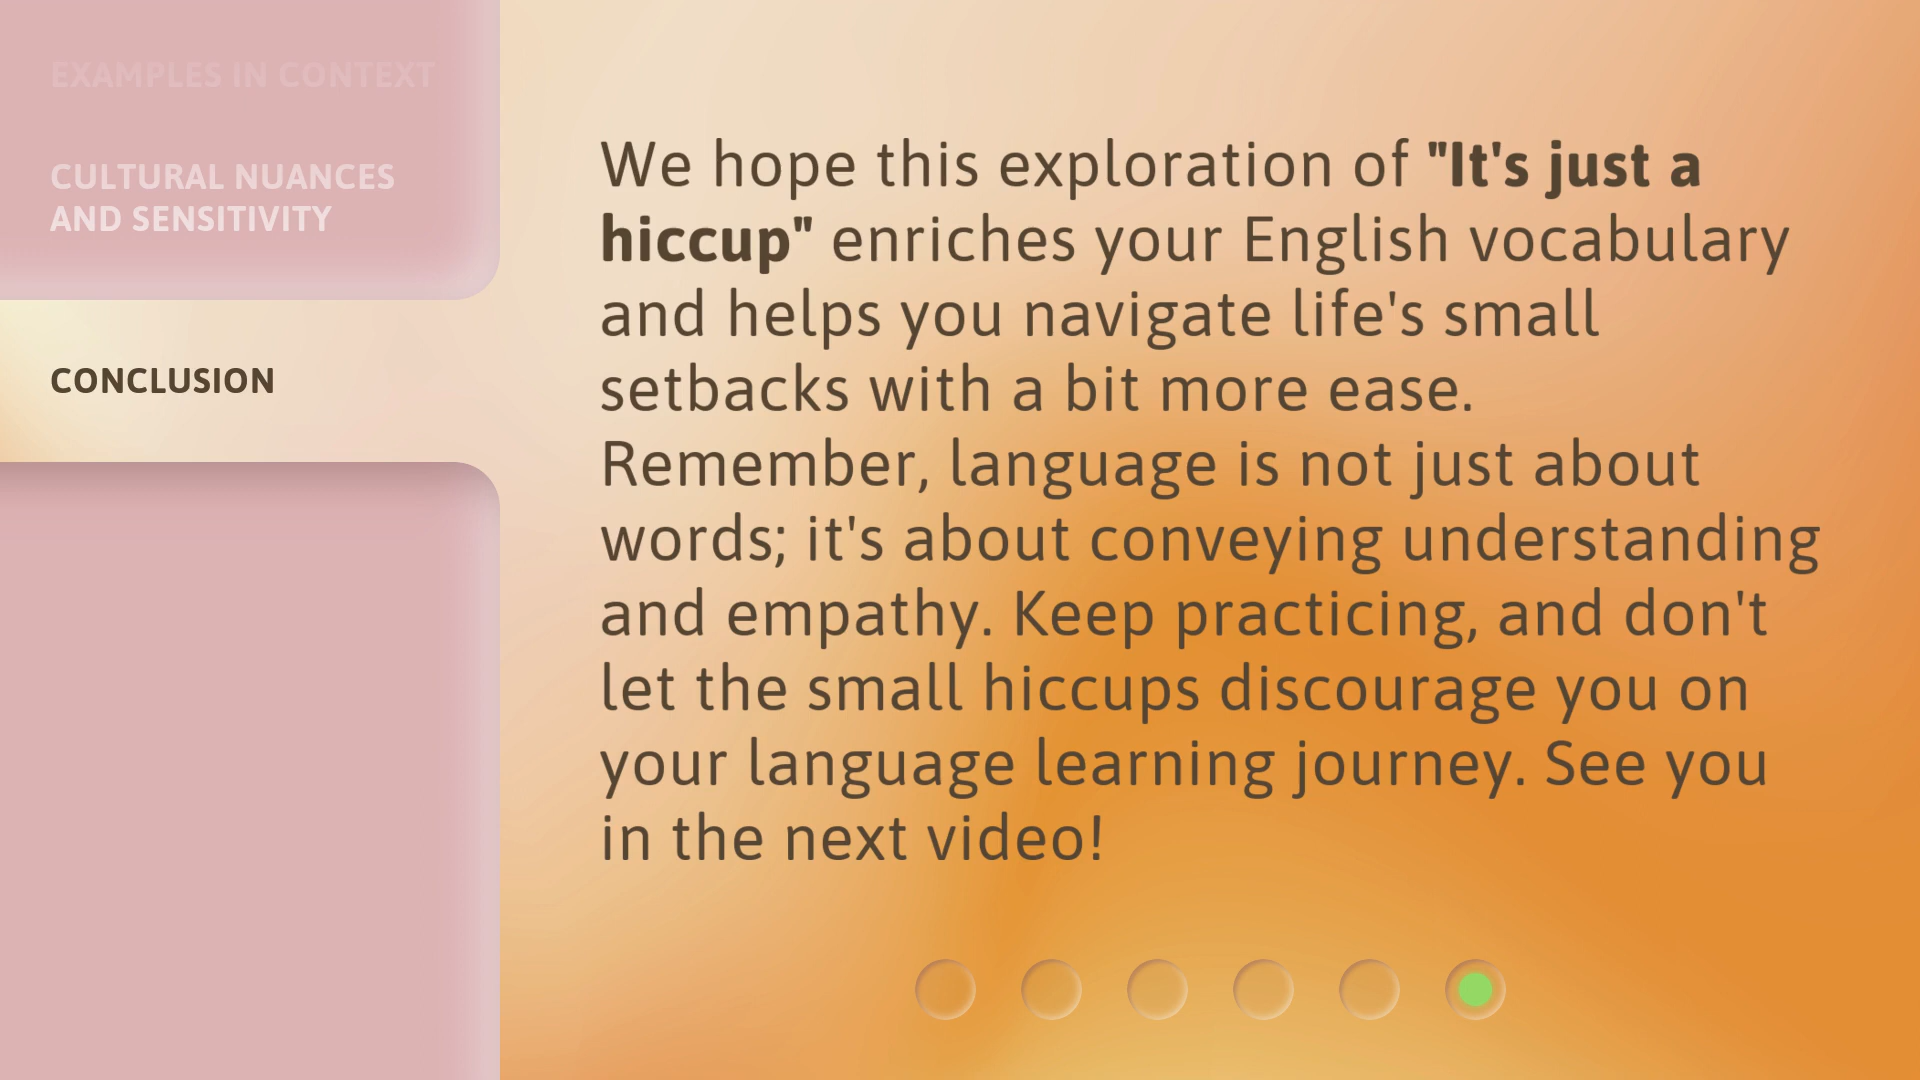 EXAMPLES IN CONTEXT
CULTURAL NUANCES
AND SENSITIVITY
CONCLUSION
We hope this exploration of "It's just a
hiccup" enriches your English vocabulary
and helps you navigate life's small
setbacks with a bit more ease.
Remember, language is not just about
words; it's about conveying understanding
and empathy. Keep practicing, and don't
let the small hiccups discourage you on
your language learning journey. See you
in the next video!